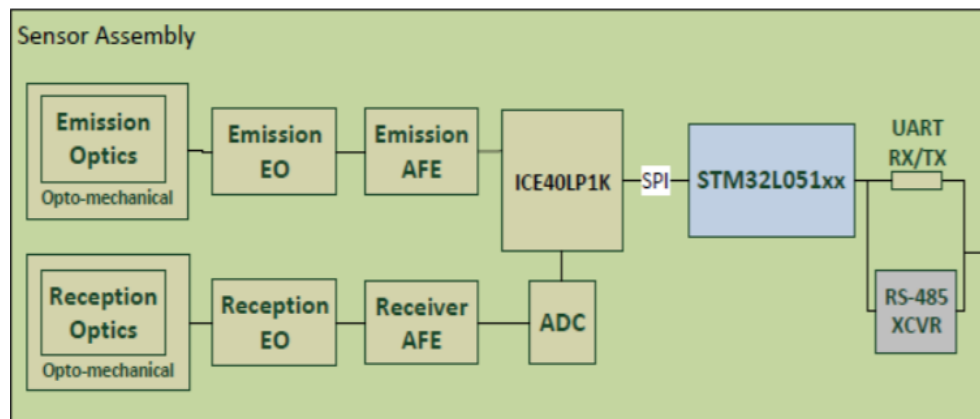 Sensor Assembly
Emission
Optics
Opto-mechanical
Emission
EO
Emission
AFE
ICE40LP1K
SPI
STM32L051xx
UART
RX/TX
Reception
Optics
Opto-mechanical
Reception
EO
Receiver
AFE
ADC
RS-485
XCVR